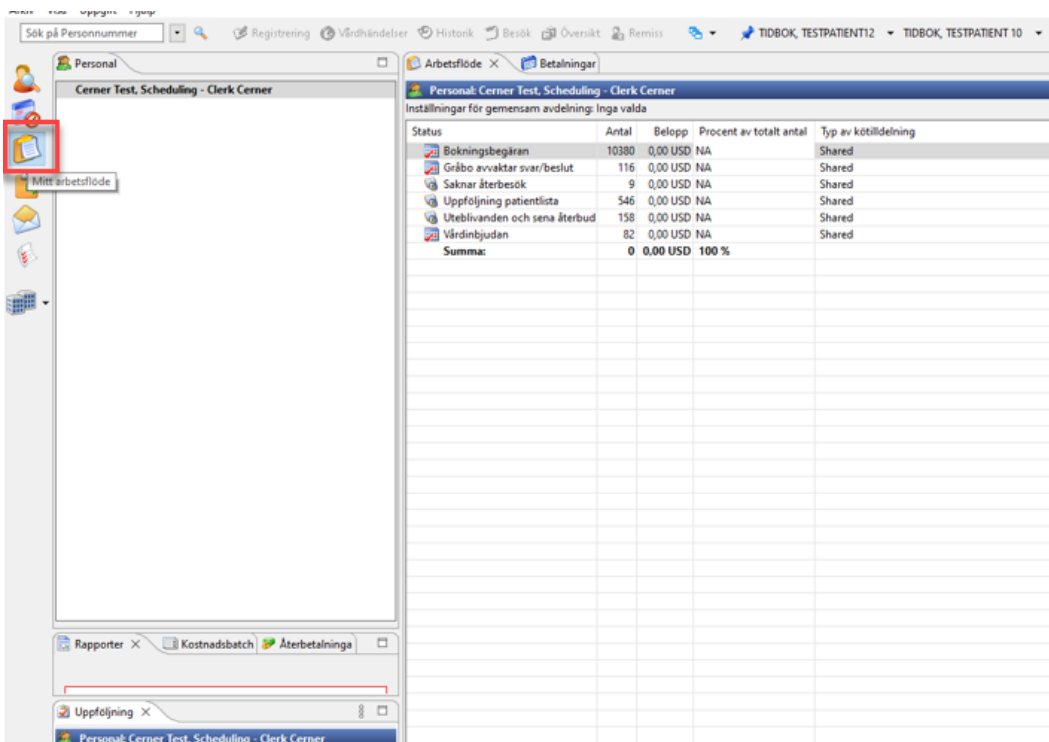 Arkiv Visa Uppgift Hjälp
Sök på Personnummer Registrering Vårdhändelser Historik Besök Översikt Remiss TIDBOK, TESTPATIENT12 TIDBOK, TESTPATIENT 10
Personal
Cerner Test, Scheduling - Clerk Cerner
Mitt arbetsflöde
Arbetsflöde Betalningar
Personal: Cerner Test, Scheduling - Clerk Cerner
Inställningar för gemensam avdelning: Inga valda
Status Antal Belopp Procent av totalt antal Typ av kötilldelning
Bokningsbegäran 10380 0,00 USD NA Shared
Gråbo avvaktar svar/beslut 116 0,00 USD NA Shared
Saknar återbesök 9 0,00 USD NA Shared
Uppföljning patientlista 546 0,00 USD NA Shared
Uteblivanden och sena återbud 158 0,00 USD NA Shared
Vårdinbjudan 82 0,00 USD NA Shared
Summa: 0 0,00 USD 100 %
Rapporter Kostnadsbatch Återbetalninga
Uppföljning
Personal: Cerner Test, Scheduling - Clerk Cerner